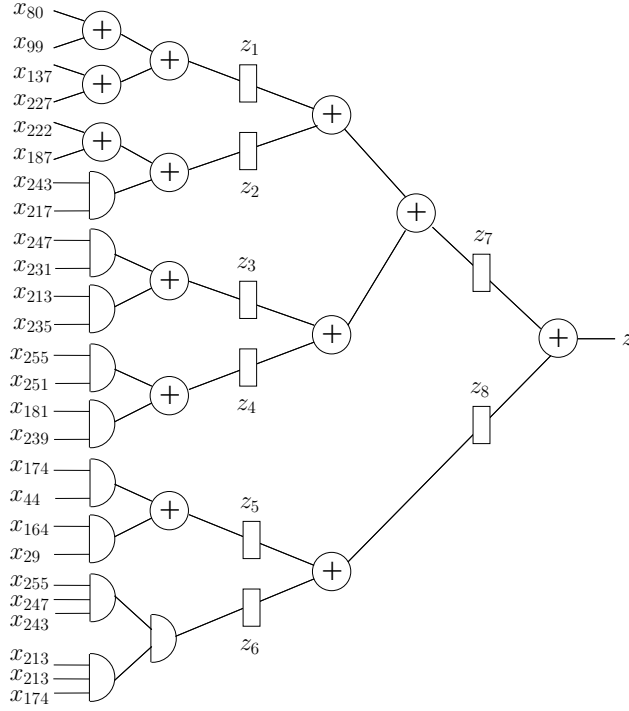 x80
x99
x137
x227
x222
x187
x243
x217
x247
x231
x213
x235
x255
x251
x181
x239
x174
x44
x164
x29
x255
x247
x243
x213
x213
x174
+
+
+
+
+
+
+
+
z1
z2
z3
z4
z5
z6
+
+
+
+
z7
z8
+
z